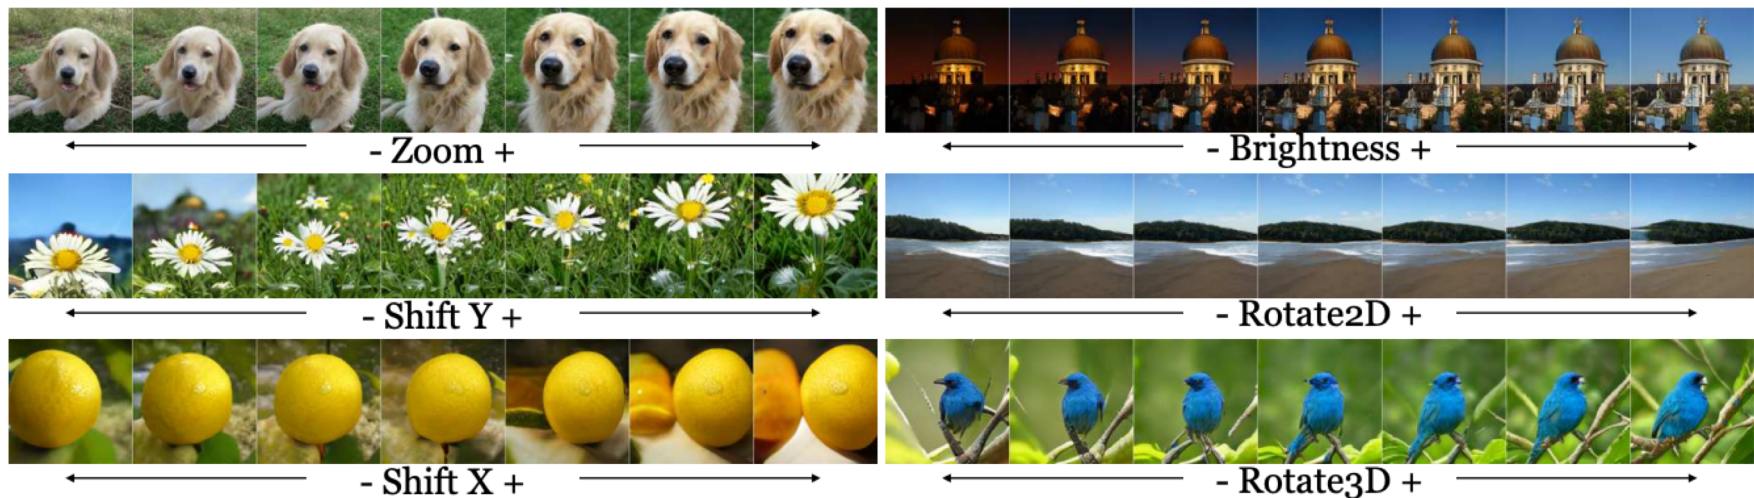 - Zoom +
- Brightness +
- Shift Y +
- Rotate2D +
- Shift X +
- Rotate3D +